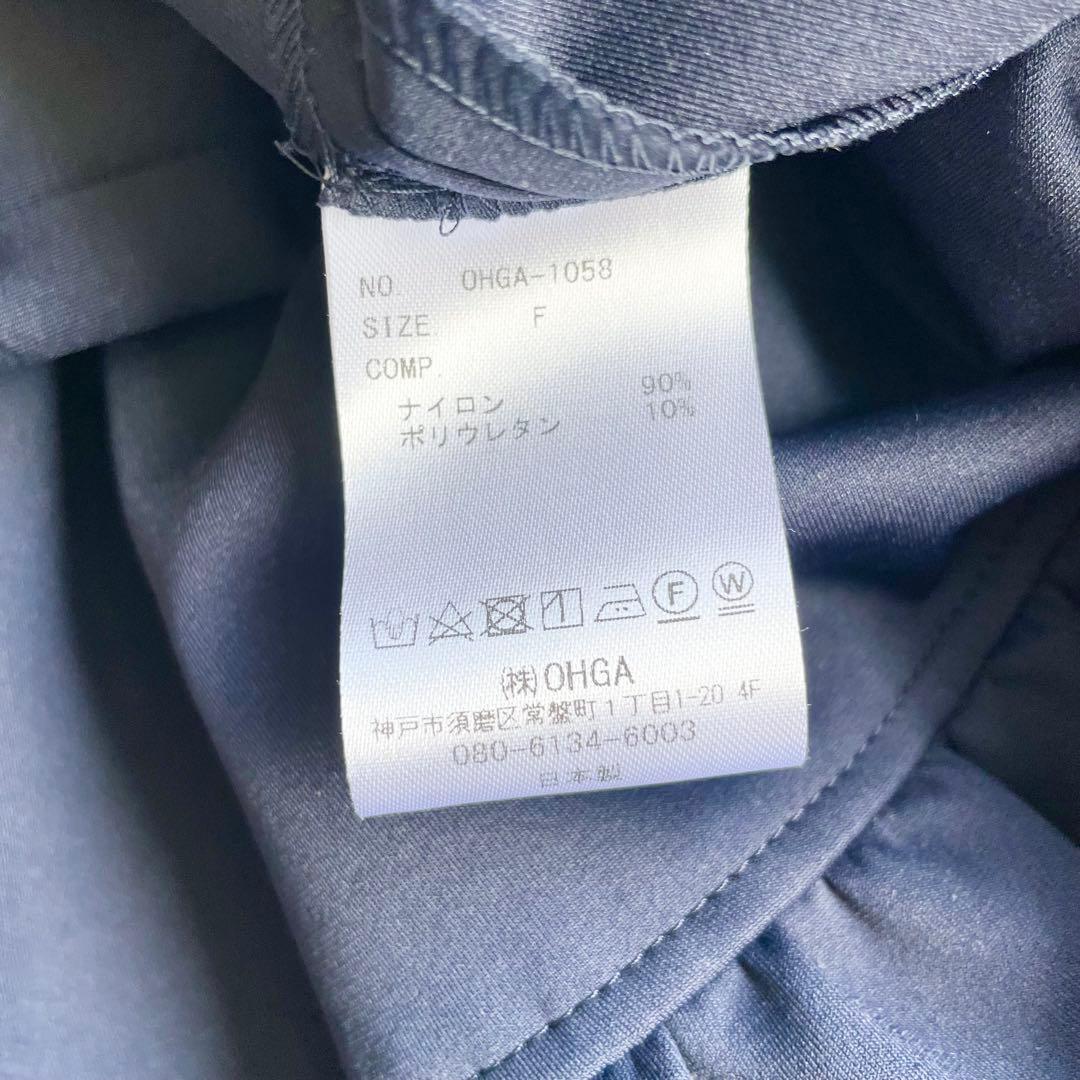 NO. OHGA-1058
SIZE F
COMP.
ナイロン 90%
ポリウレタン 10%
F W
(株)OHGA
神戸市須磨区常盤町1丁目1-20 4F
080-6134-6003
日本製